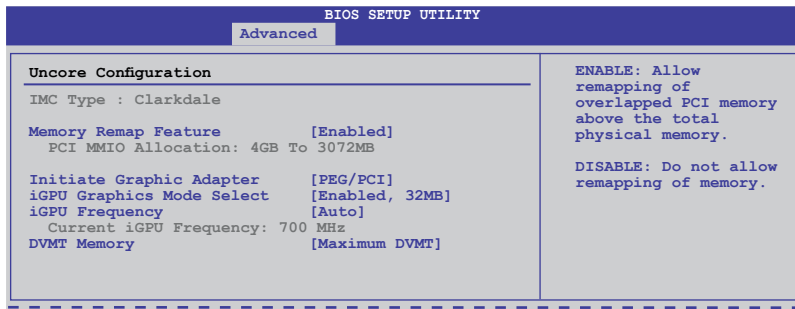 BIOS SETUP UTILITY
Advanced
Uncore Configuration
IMC Type : Clarkdale
Memory Remap Feature [Enabled]
PCI MMIO Allocation: 4GB To 3072MB
Initiate Graphic Adapter [PEG/PCI]
iGPU Graphics Mode Select [Enabled, 32MB]
iGPU Frequency [Auto]
Current iGPU Frequency: 700 MHz
DVMT Memory [Maximum DVMT]
ENABLE: Allow
remapping of
overlapped PCI memory
above the total
physical memory.
DISABLE: Do not allow
remapping of memory.